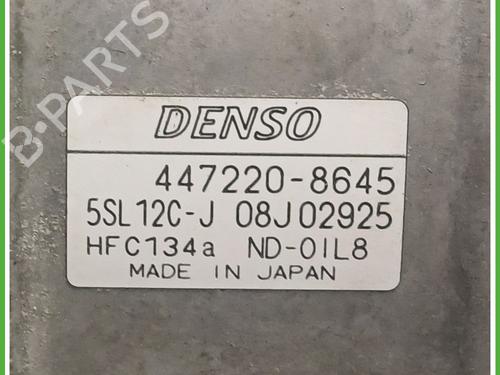 DENSO
447220-8645
5SL12C-J 08J02925
HFC134a ND-OIL8
MADE IN JAPAN
B-PARTS